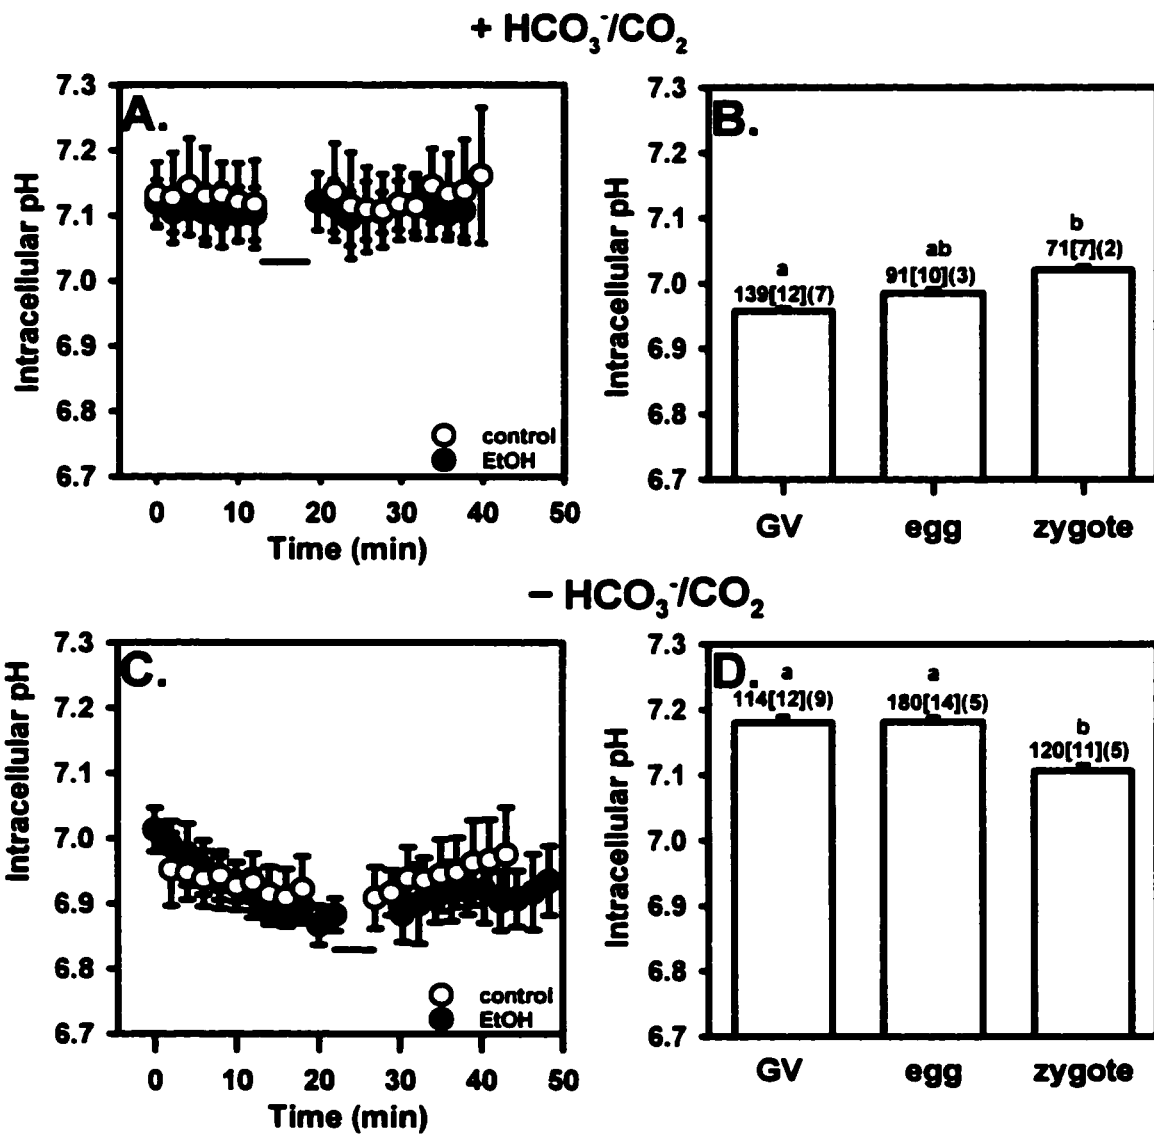 + HCO₃⁻/CO₂
A.
7.3
7.2
7.1
7.0
6.9
6.8
6.7
Intracellular pH
control
EtOH
0 10 20 30 40 50
Time (min)
B.
7.3
7.2
7.1
7.0
6.9
6.8
6.7
Intracellular pH
a
139[12](7)
ab
91[10](3)
b
71[7](2)
GV egg zygote
− HCO₃⁻/CO₂
C.
7.3
7.2
7.1
7.0
6.9
6.8
6.7
Intracellular pH
control
EtOH
0 10 20 30 40 50
Time (min)
D.
7.3
7.2
7.1
7.0
6.9
6.8
6.7
Intracellular pH
a
114[12](9)
a
180[14](5)
b
120[11](5)
GV egg zygote